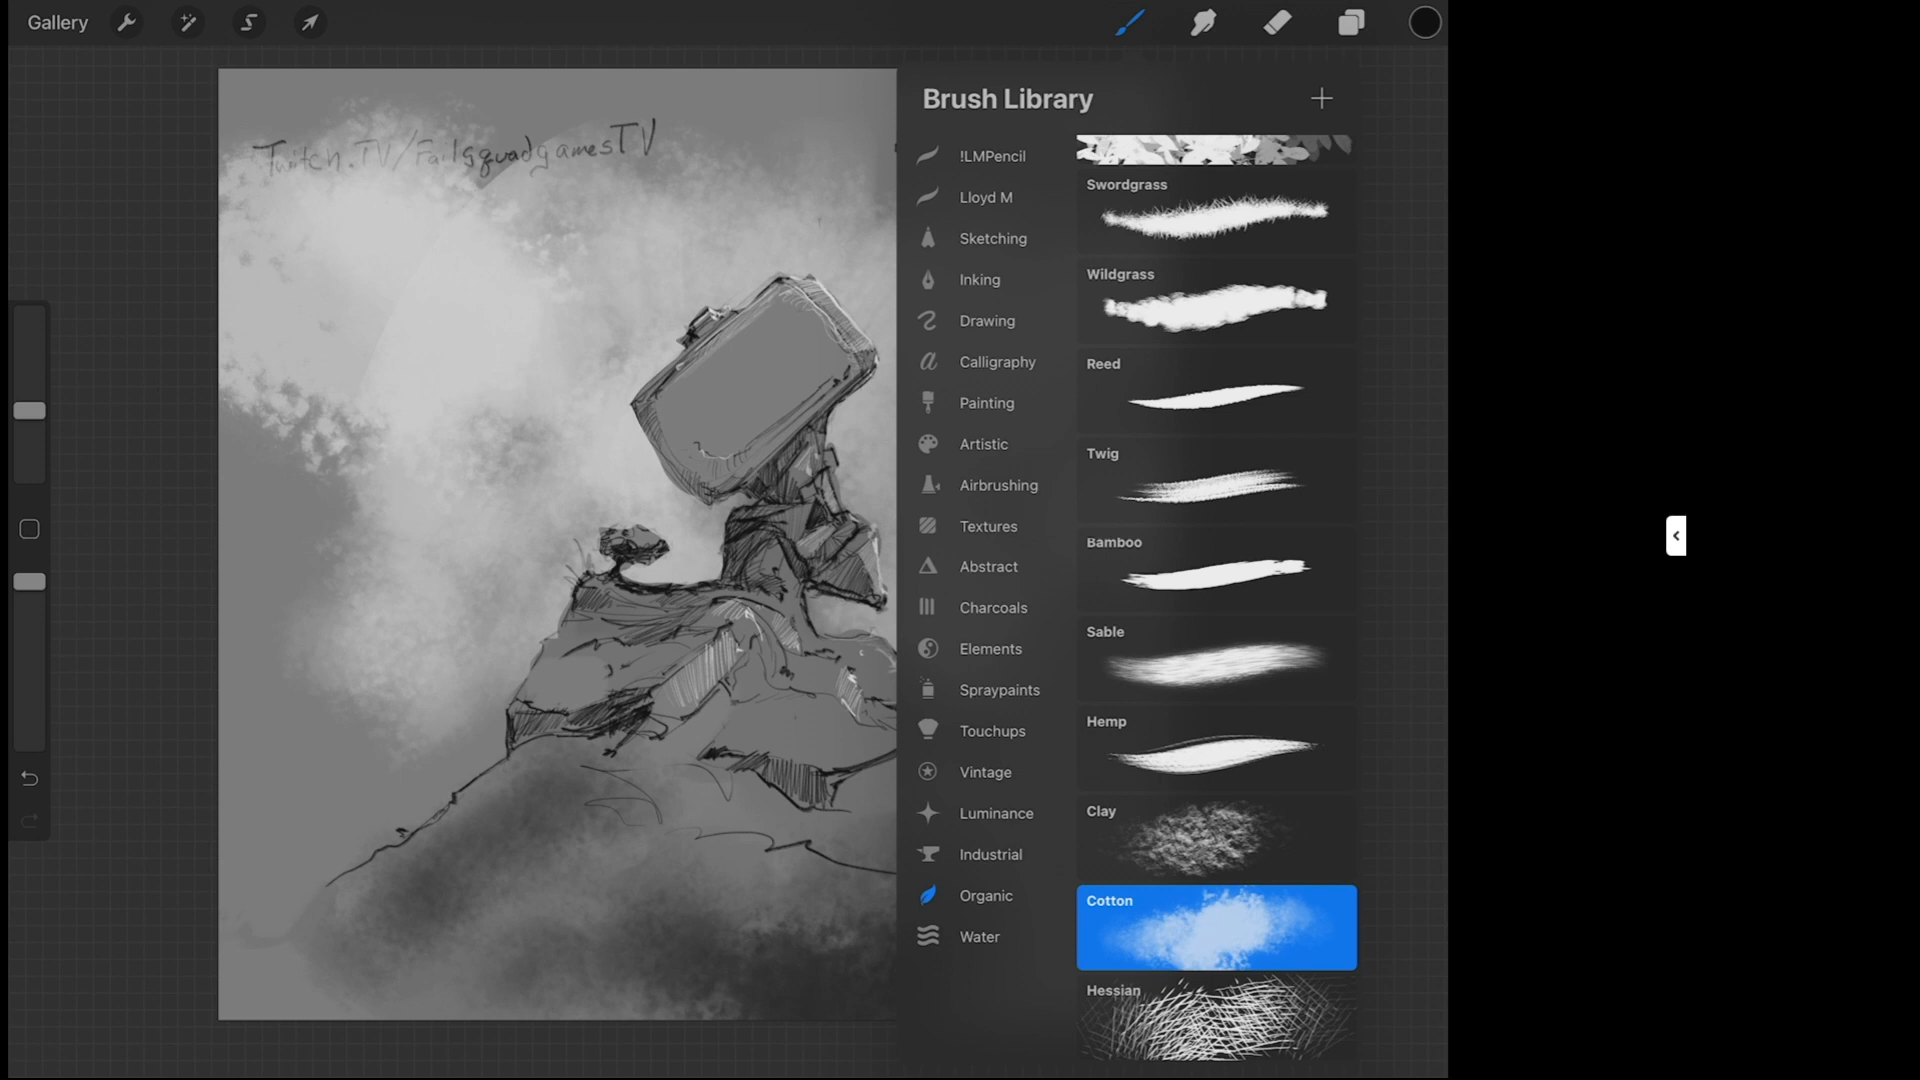 Gallery
Twitch.TV/FailsquadgamesTV
Brush Library
!LMPencil
Lloyd M
Sketching
Inking
Drawing
Calligraphy
Painting
Artistic
Airbrushing
Textures
Abstract
Charcoals
Elements
Spraypaints
Touchups
Vintage
Luminance
Industrial
Organic
Water
Swordgrass
Wildgrass
Reed
Twig
Bamboo
Sable
Hemp
Clay
Cotton
Hessian